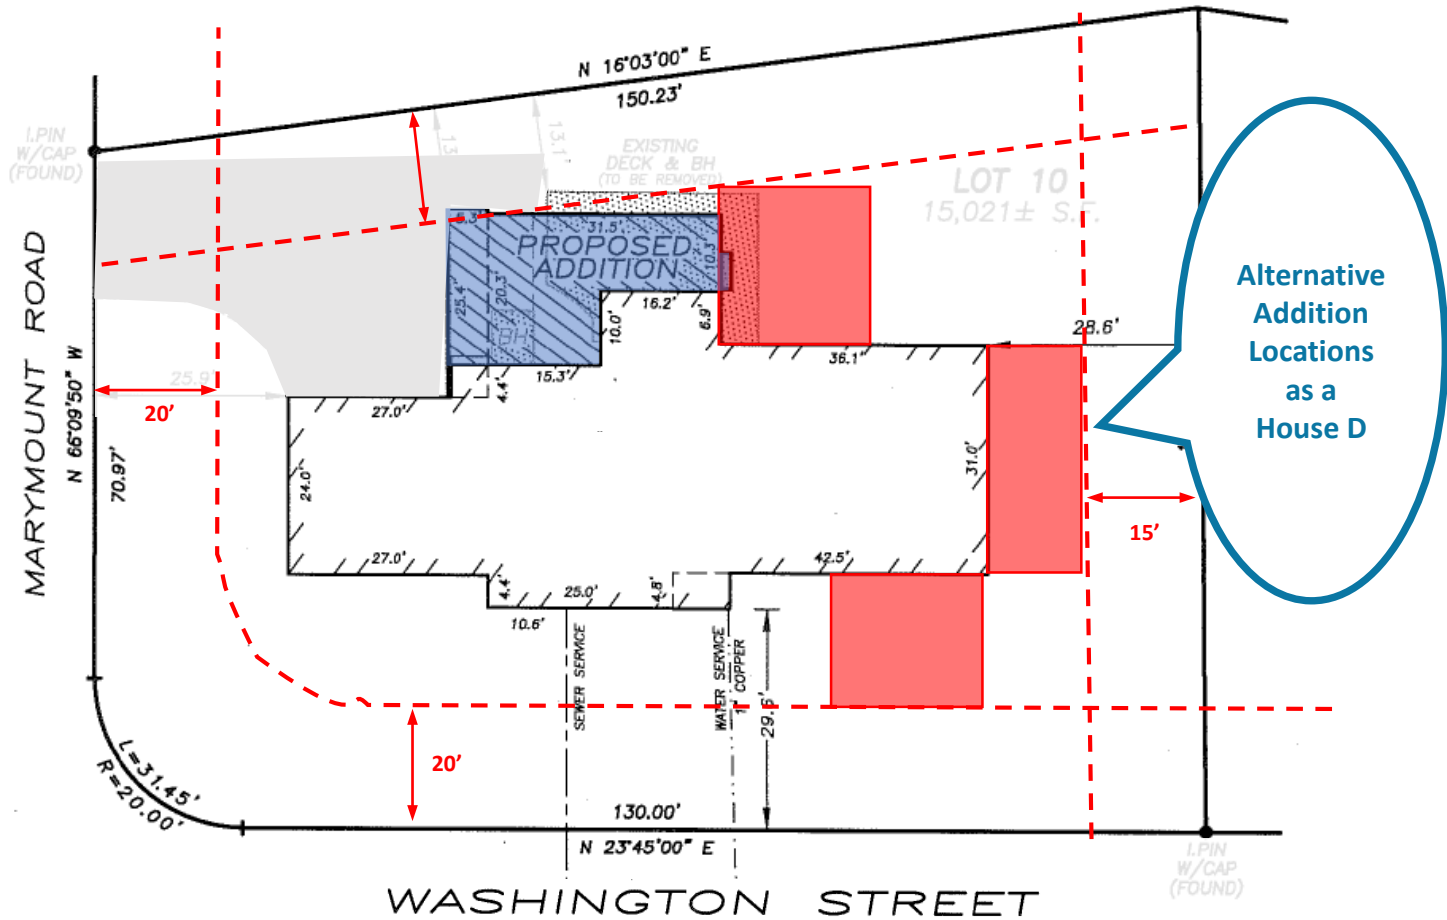 N 16°03'00" E
150.23'
I.PIN
W/CAP
(FOUND)
13.1'
EXISTING
DECK & BH
(TO BE REMOVED)
LOT 10
15,021± S.F.
5.3'
31.5'
PROPOSED
ADDITION
10.3'
25.4'
20.3'
BH
16.2'
10.0'
6.9'
15.3'
4.4'
36.1'
28.6'
Alternative
Addition
Locations
as a
House D
MARYMOUNT ROAD
N 66°09'50" W
70.97'
25.9'
20'
27.0'
24.0'
31.0'
15'
27.0'
42.5'
4.4'
25.0'
4.8'
10.6'
SEWER SERVICE
WATER SERVICE
1" COPPER
29.6'
20'
L=31.45'
R=20.00'
130.00'
N 23°45'00" E
I.PIN
W/CAP
(FOUND)
WASHINGTON STREET